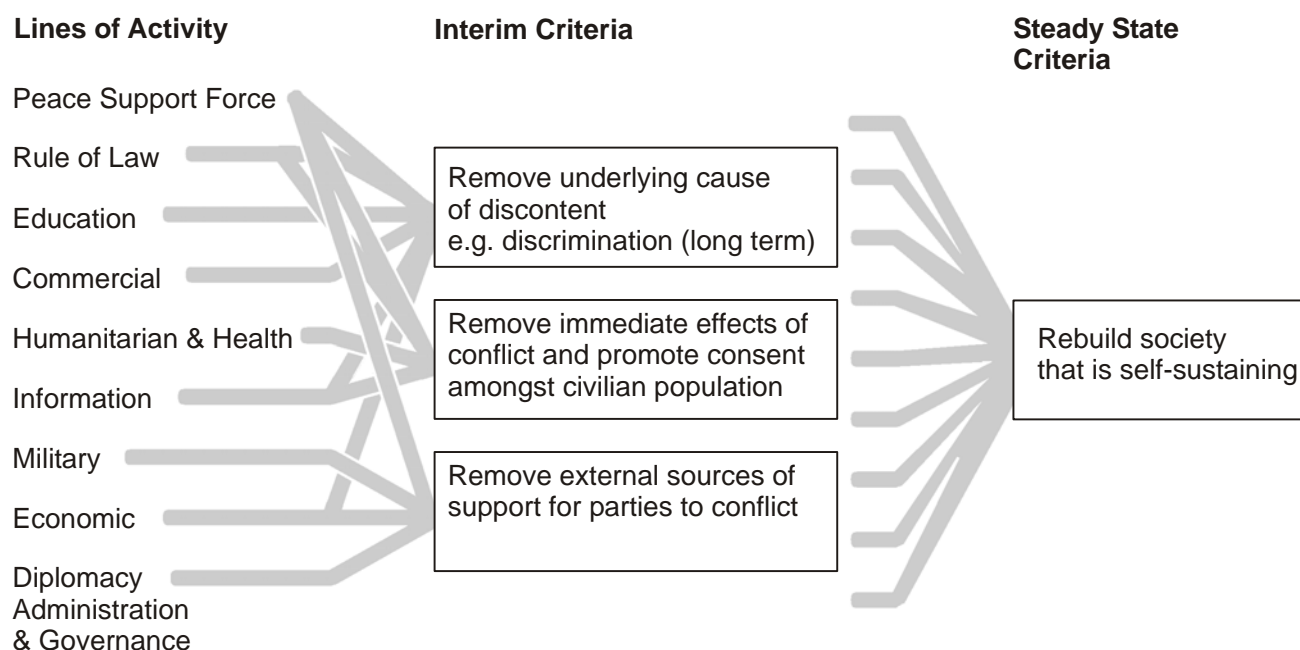 Lines of Activity
Interim Criteria
Steady State
Criteria
Peace Support Force
Rule of Law
Education
Commercial
Humanitarian & Health
Information
Military
Economic
Diplomacy
Administration
& Governance
Remove underlying cause
of discontent
e.g. discrimination (long term)
Remove immediate effects of
conflict and promote consent
amongst civilian population
Remove external sources of
support for parties to conflict
Rebuild society
that is self-sustaining